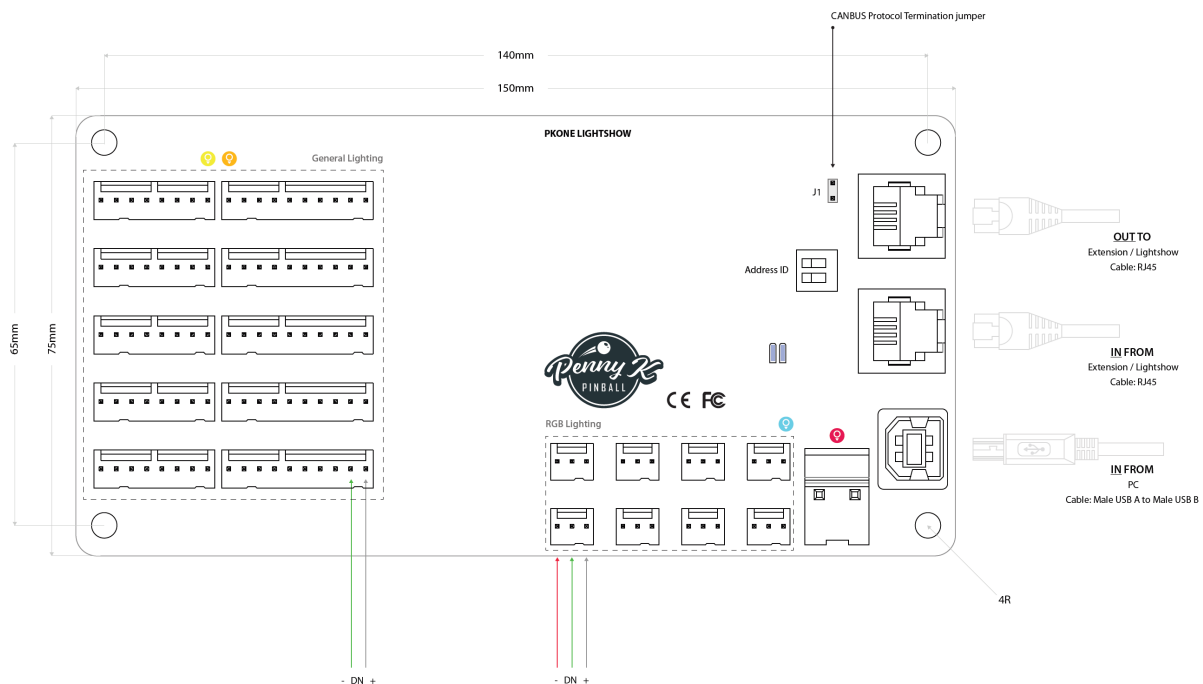 CANBUS Protocol Termination jumper
140mm
150mm
PKONE LIGHTSHOW
General Lighting
J1
OUT TO
Extension / Lightshow
Cable: RJ45
Address ID
65mm
75mm
IN FROM
Extension / Lightshow
Cable: RJ45
Penny K
PINBALL
CE FC
RGB Lighting
IN FROM
PC
Cable: Male USB A to Male USB B
4R
- DN +
- DN +